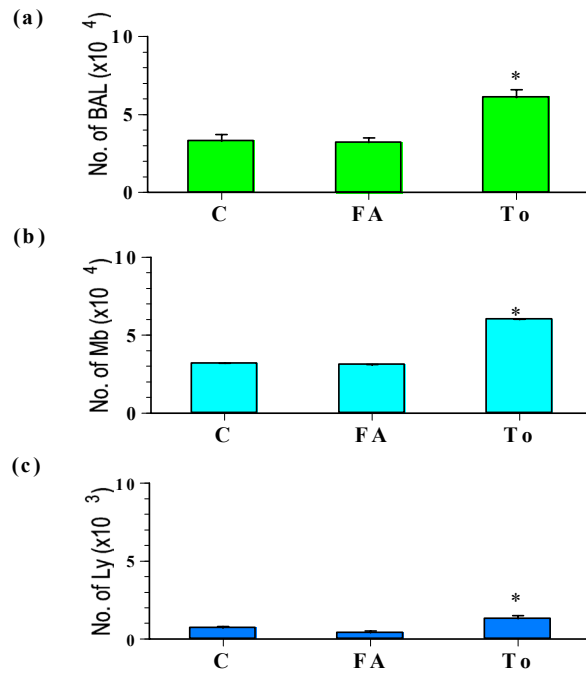 (a)
No. of BAL (x10 4)
10
5
0
*
C FA To
(b)
No. of Mb (x10 4)
10
5
0
*
C FA To
(c)
No. of Ly (x10 3)
10
5
0
*
C FA To